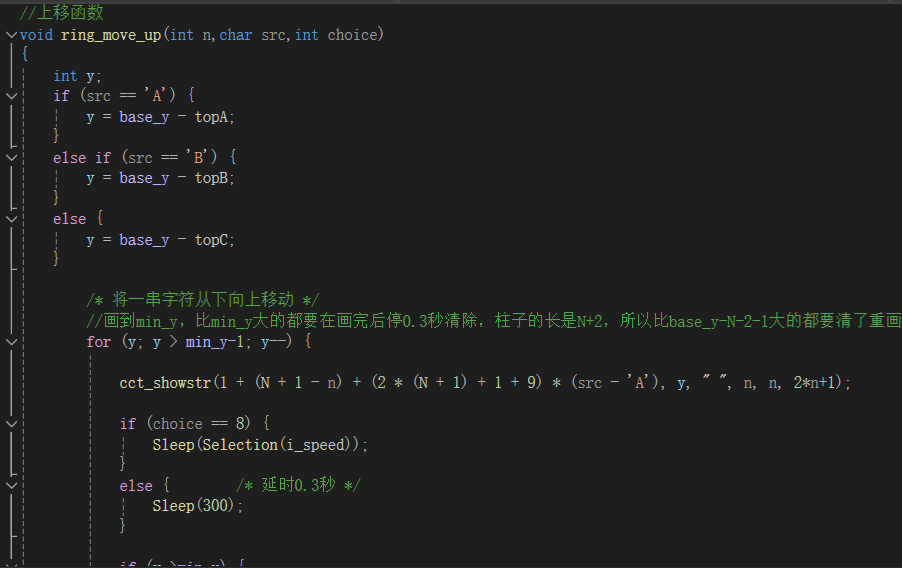 //上移函数
void ring_move_up(int n,char src,int choice)
{
int y;
if (src == 'A') {
y = base_y - topA;
}
else if (src == 'B') {
y = base_y - topB;
}
else {
y = base_y - topC;
}
/* 将一串字符从下向上移动 */
//画到min_y，比min_y大的都要在画完后停0.3秒清除，柱子的长是N+2，所以比base_y-N-2-1大的都要清了重画
for (y; y > min_y-1; y--) {
cct_showstr(1 + (N + 1 - n) + (2 * (N + 1) + 1 + 9) * (src - 'A'), y, " ", n, n, 2*n+1);
if (choice == 8) {
Sleep(Selection(i_speed));
}
else { /* 延时0.3秒 */
Sleep(300);
}
if (y >min_y) {